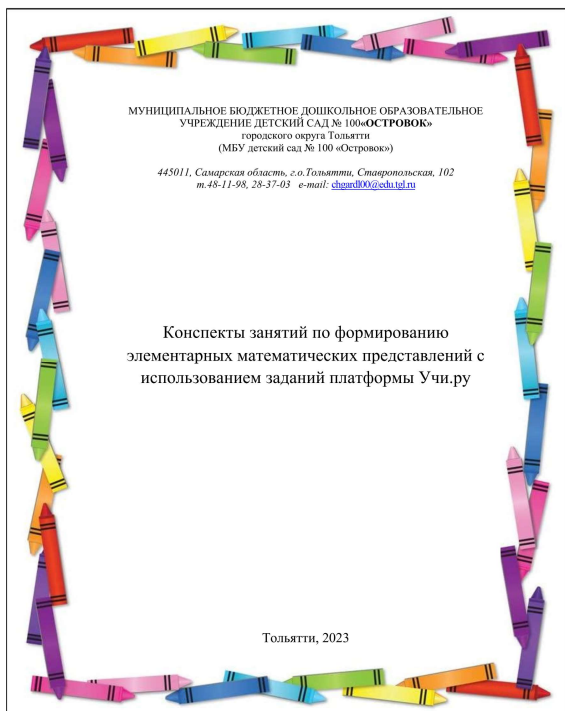 МУНИЦИПАЛЬНОЕ БЮДЖЕТНОЕ ДОШКОЛЬНОЕ ОБРАЗОВАТЕЛЬНОЕ
УЧРЕЖДЕНИЕ ДЕТСКИЙ САД № 100«ОСТРОВОК»
городского округа Тольятти
(МБУ детский сад № 100 «Островок»)
445011, Самарская область, г.о.Тольятти, Ставропольская, 102
т.48-11-98, 28-37-03 e-mail: chgardl00@edu.tgl.ru
Конспекты занятий по формированию
элементарных математических представлений с
использованием заданий платформы Учи.ру
Тольятти, 2023